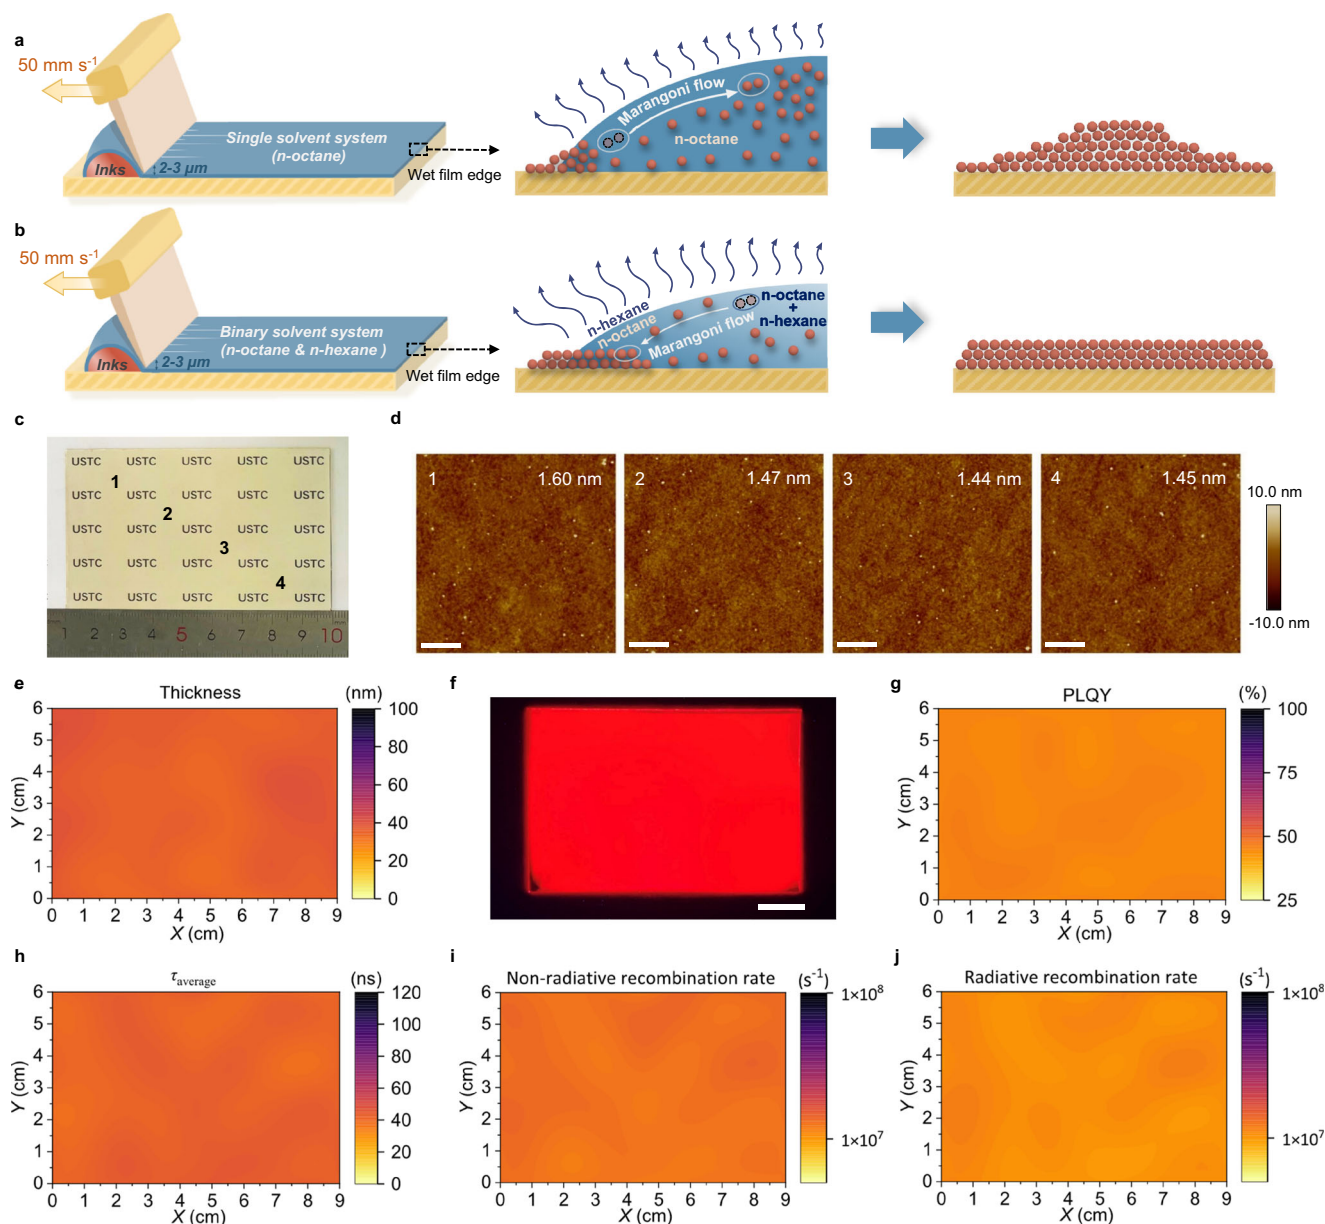 a
50 mm s⁻¹
Single solvent system
(n-octane)
Inks
2-3 μm
Wet film edge
Marangoni flow
n-octane
b
50 mm s⁻¹
Binary solvent system
(n-octane & n-hexane )
Inks
2-3 μm
Wet film edge
n-hexane
n-octane
Marangoni flow
n-octane
+
n-hexane
c
USTC USTC USTC USTC USTC
1
USTC USTC USTC USTC USTC
2
USTC USTC USTC USTC USTC
3
USTC USTC USTC USTC USTC
4
USTC USTC USTC USTC USTC
1 2 3 4 5 6 7 8 9 10
d
1 1.60 nm
2 1.47 nm
3 1.44 nm
4 1.45 nm
10.0 nm
-10.0 nm
e
Thickness
(nm)
100
80
60
40
20
0
6
5
4
3
2
1
0
Y (cm)
0 1 2 3 4 5 6 7 8 9
X (cm)
f
g
PLQY
(%)
100
75
50
25
6
5
4
3
2
1
0
Y (cm)
0 1 2 3 4 5 6 7 8 9
X (cm)
h
τaverage
(ns)
120
100
80
60
40
20
0
6
5
4
3
2
1
0
Y (cm)
0 1 2 3 4 5 6 7 8 9
X (cm)
i
Non-radiative recombination rate
(s⁻¹)
1×10⁸
1×10⁷
6
5
4
3
2
1
0
Y (cm)
0 1 2 3 4 5 6 7 8 9
X (cm)
j
Radiative recombination rate
(s⁻¹)
1×10⁸
1×10⁷
6
5
4
3
2
1
0
Y (cm)
0 1 2 3 4 5 6 7 8 9
X (cm)